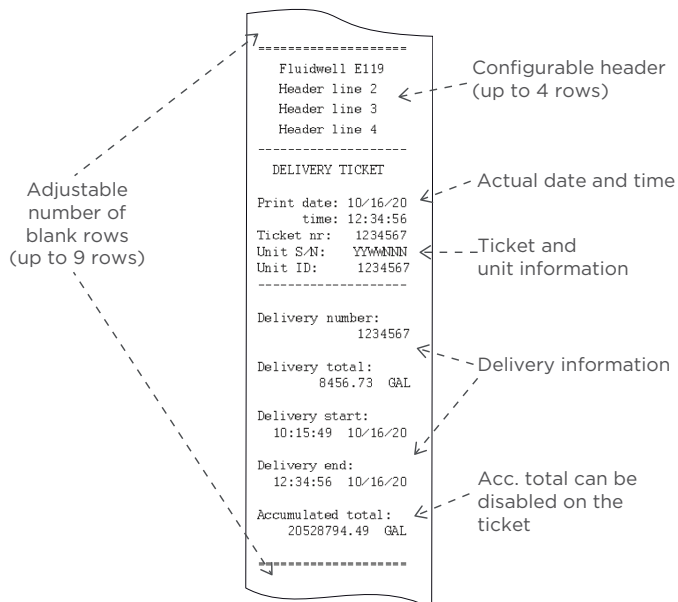 ====================
Fluidwell E119
Header line 2
Header line 3
Header line 4
--------------------
DELIVERY TICKET
Print date: 10/16/20
time: 12:34:56
Ticket nr: 1234567
Unit S/N: YYWWNNN
Unit ID: 1234567
--------------------
Delivery number:
1234567
Delivery total:
8456.73 GAL
Delivery start:
10:15:49 10/16/20
Delivery end:
12:34:56 10/16/20
Accumulated total:
20528794.49 GAL
====================
Adjustable
number of
blank rows
(up to 9 rows)
Configurable header
(up to 4 rows)
Actual date and time
Ticket and
unit information
Delivery information
Acc. total can be
disabled on the
ticket